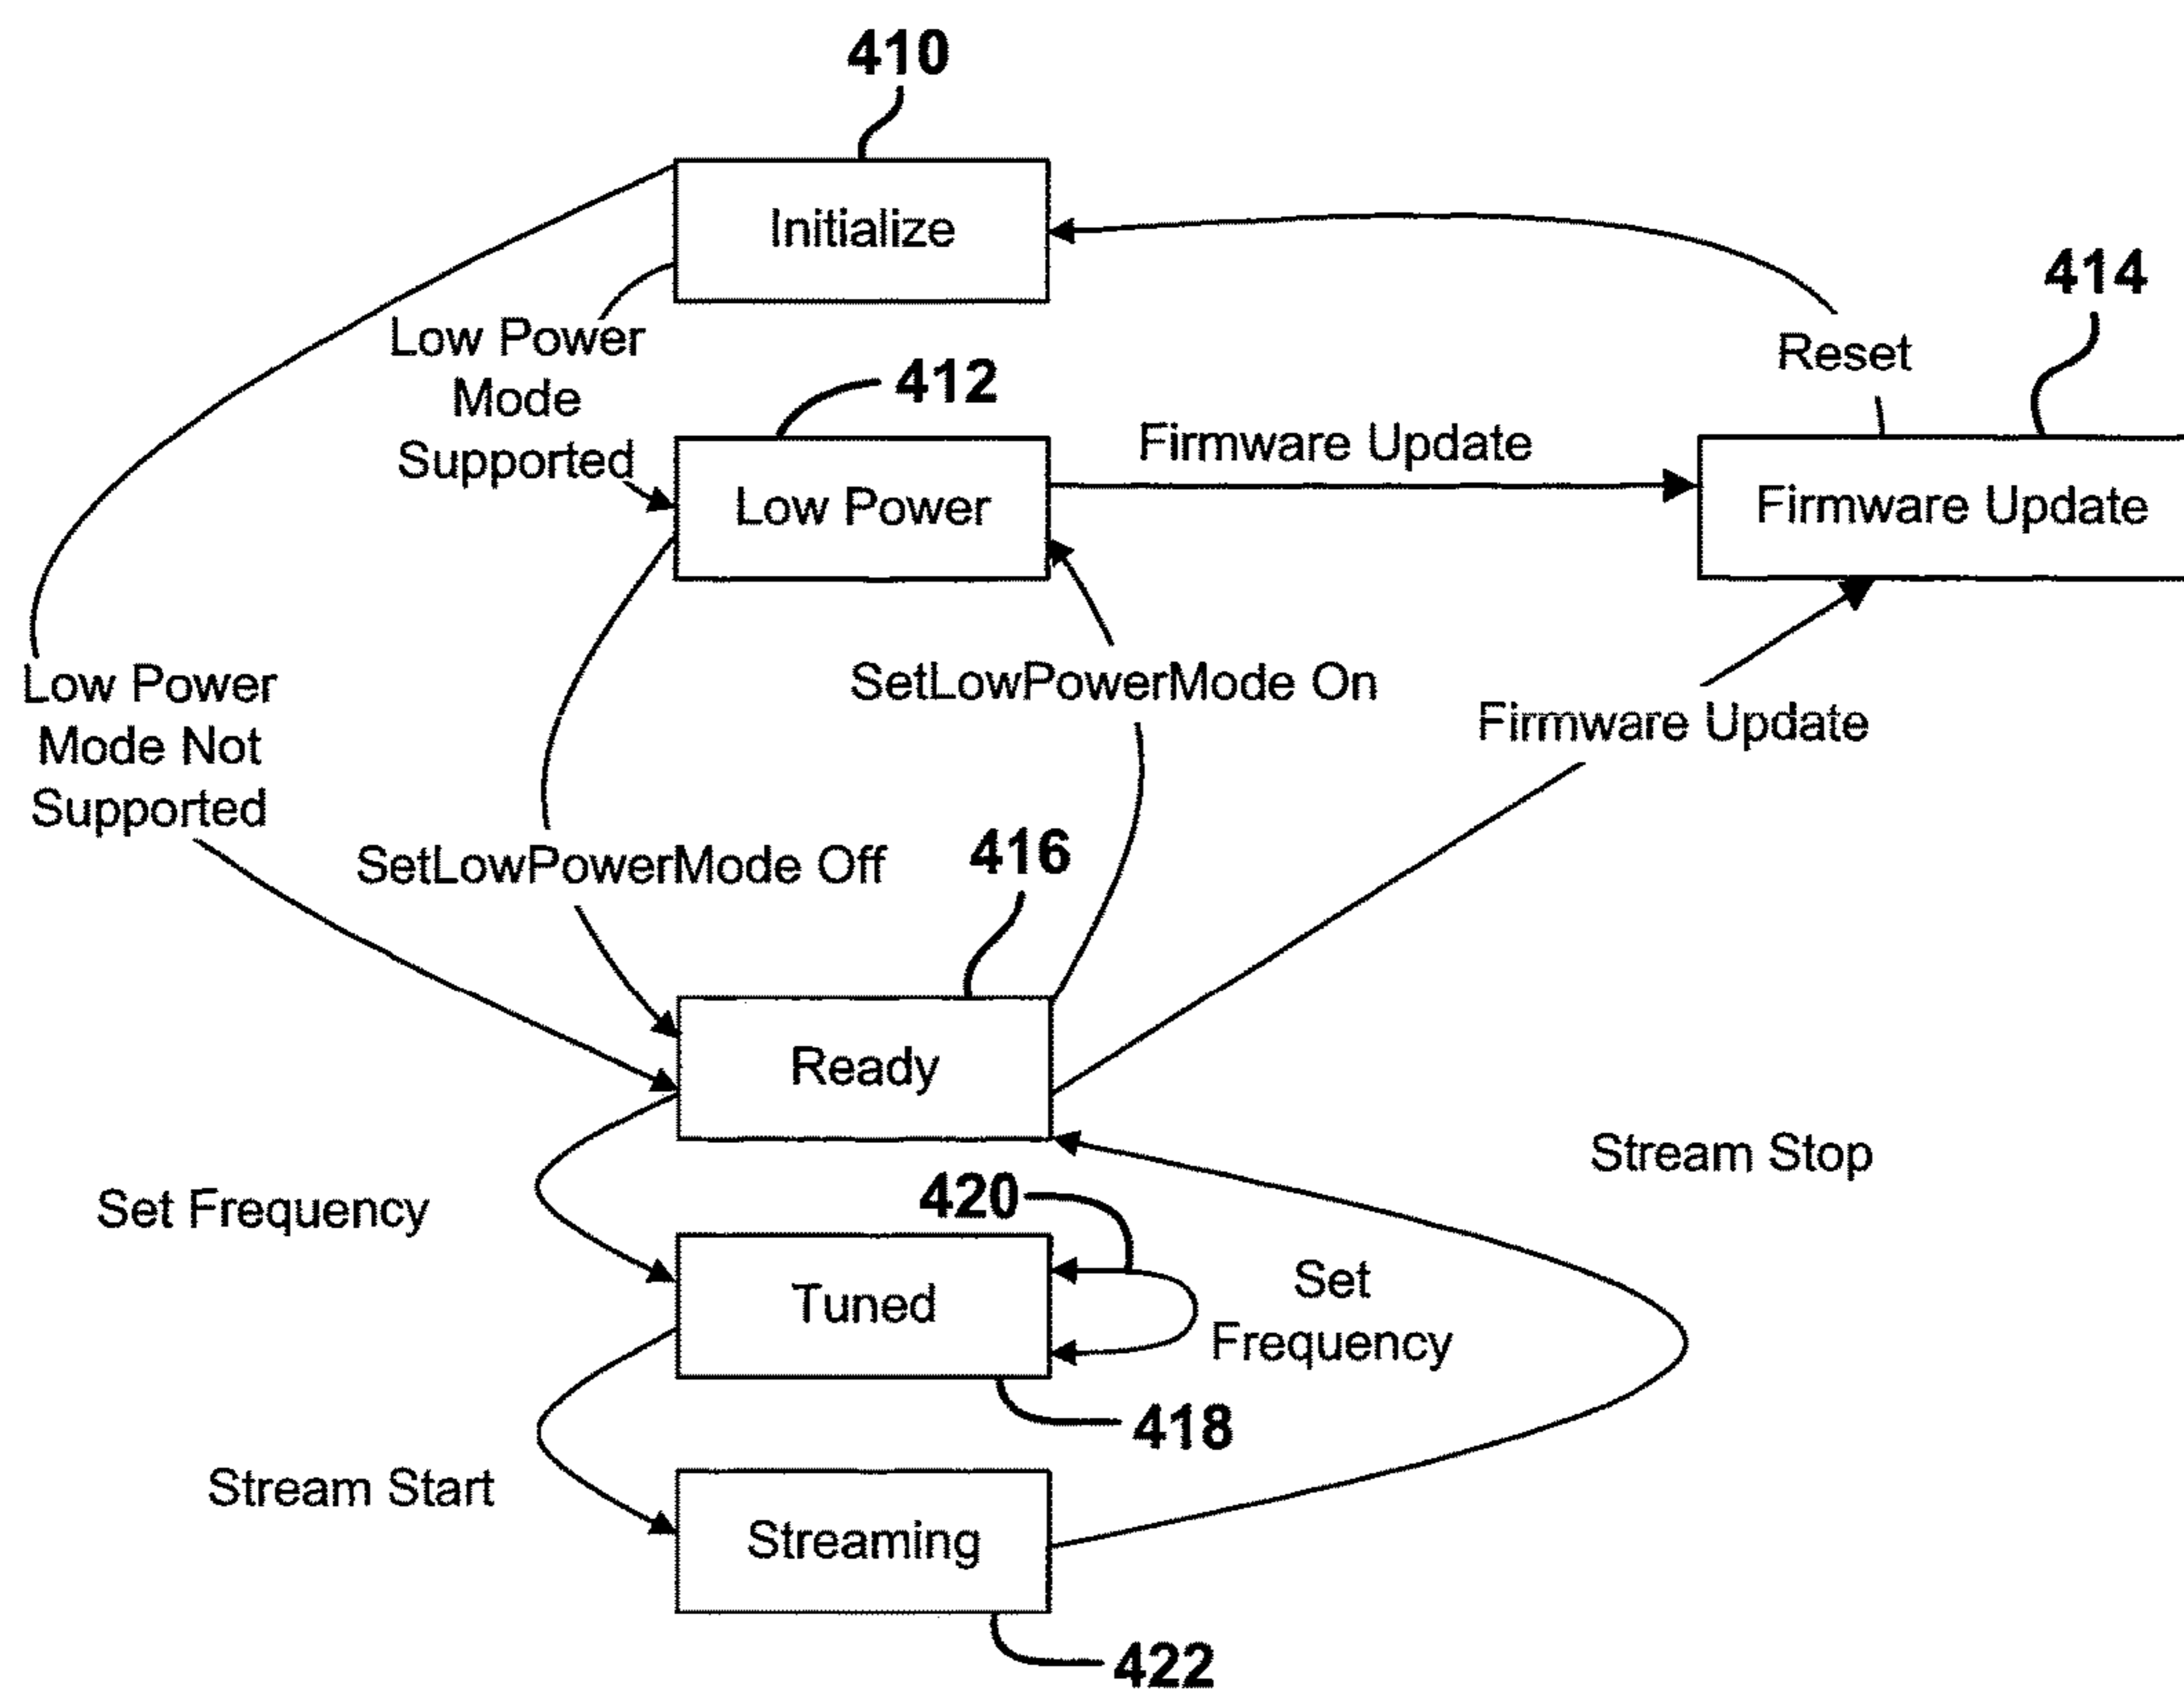 410
Initialize
414
Low Power
Mode
Supported
Reset
412
Firmware Update
Low Power
Firmware Update
Low Power
Mode Not
Supported
SetLowPowerMode On
Firmware Update
SetLowPowerMode Off
416
Ready
Stream Stop
Set Frequency
420
Tuned
Set
Frequency
418
Stream Start
Streaming
422